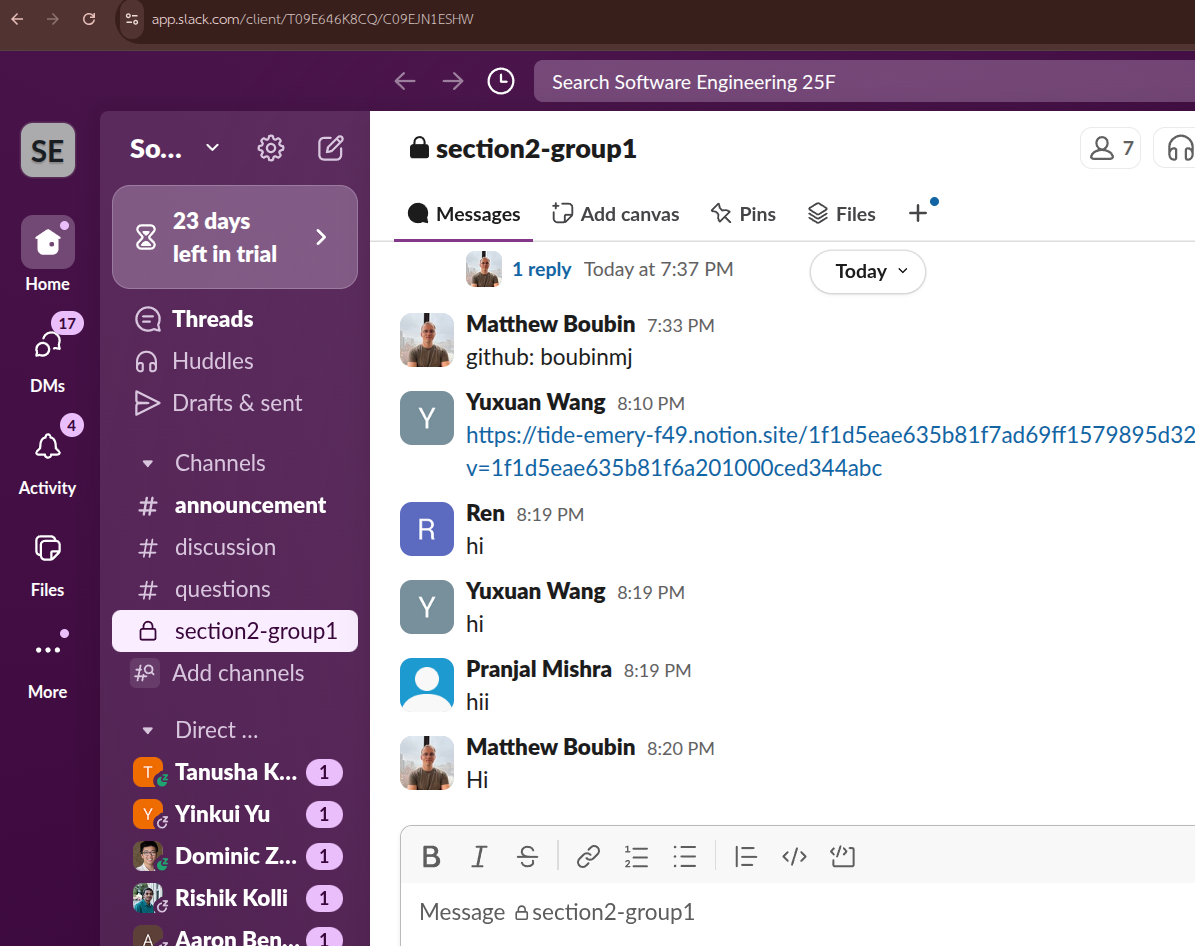 app.slack.com/client/T09E646K8CQ/C09EJN1ESHW
Search Software Engineering 25F
SE
Home
17
DMs
4
Activity
Files
More
So...
23 days
left in trial
Threads
Huddles
Drafts & sent
Channels
# announcement
# discussion
# questions
section2-group1
Add channels
Direct ...
T Tanusha K... 1
Y Yinkui Yu 1
Dominic Z... 1
Rishik Kolli 1
A Aaron Ben... 1
section2-group1
7
Messages Add canvas Pins Files +
1 reply Today at 7:37 PM
Today
Matthew Boubin 7:33 PM
github: boubinmj
Y
Yuxuan Wang 8:10 PM
https://tide-emery-f49.notion.site/1f1d5eae635b81f7ad69ff1579895d32
v=1f1d5eae635b81f6a201000ced344abc
R
Ren 8:19 PM
hi
Y
Yuxuan Wang 8:19 PM
hi
Pranjal Mishra 8:19 PM
hii
Matthew Boubin 8:20 PM
Hi
B I S
Message section2-group1